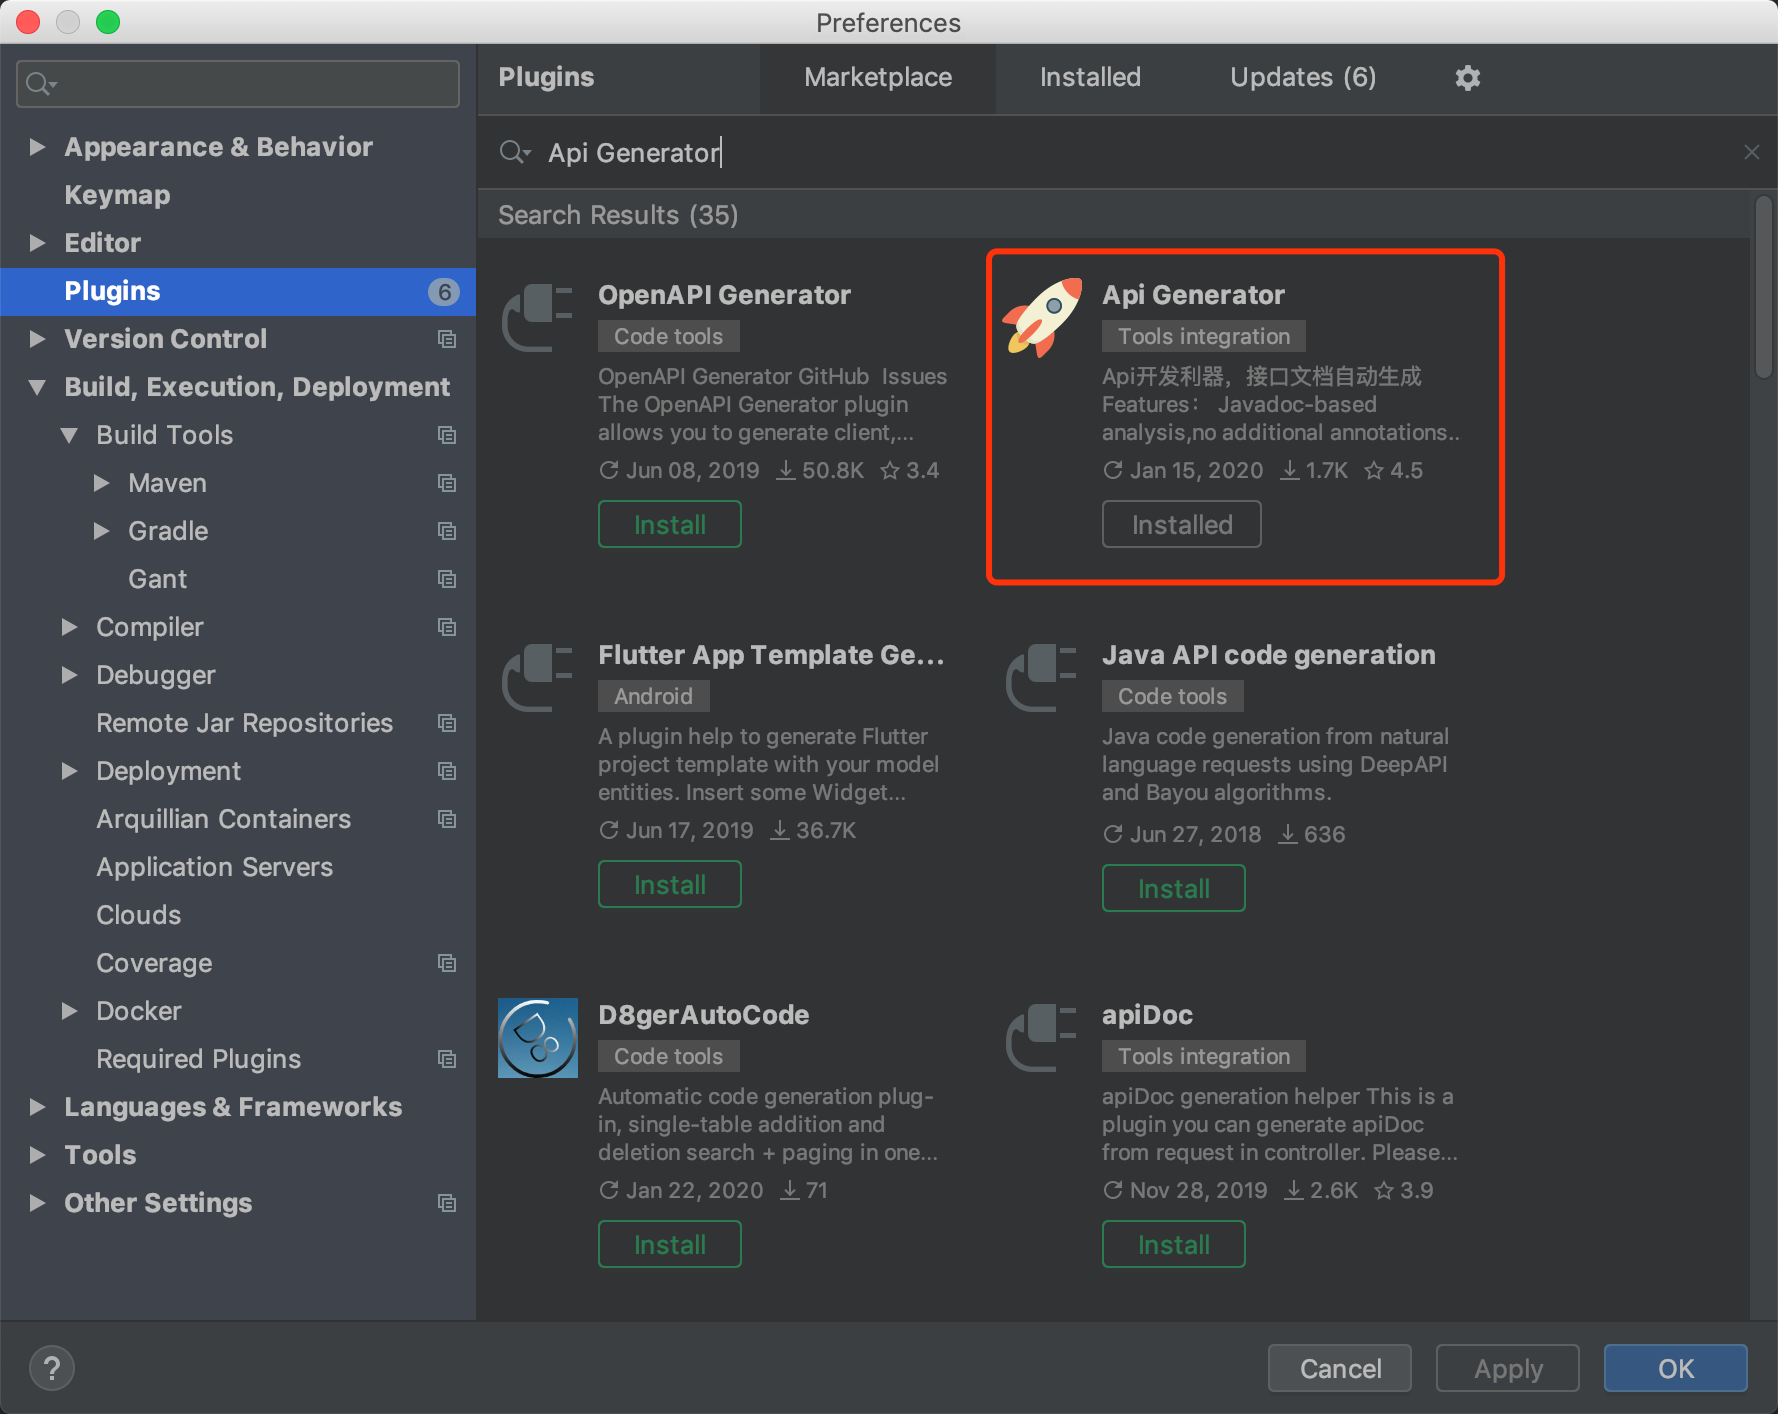 Preferences
Appearance & Behavior
Keymap
Editor
Plugins
6
Version Control
Build, Execution, Deployment
Build Tools
Maven
Gradle
Gant
Compiler
Debugger
Remote Jar Repositories
Deployment
Arquillian Containers
Application Servers
Clouds
Coverage
Docker
Required Plugins
Languages & Frameworks
Tools
Other Settings
Plugins
Marketplace
Installed
Updates (6)
Api Generator
Search Results (35)
OpenAPI Generator
Code tools
OpenAPI Generator GitHub Issues
The OpenAPI Generator plugin
allows you to generate client,...
Jun 08, 2019 50.8K 3.4
Install
Api Generator
Tools integration
Api开发利器，接口文档自动生成
Features： Javadoc-based
analysis,no additional annotations..
Jan 15, 2020 1.7K 4.5
Installed
Flutter App Template Ge...
Android
A plugin help to generate Flutter
project template with your model
entities. Insert some Widget...
Jun 17, 2019 36.7K
Install
Java API code generation
Code tools
Java code generation from natural
language requests using DeepAPI
and Bayou algorithms.
Jun 27, 2018 636
Install
D8gerAutoCode
Code tools
Automatic code generation plug-
in, single-table addition and
deletion search + paging in one...
Jan 22, 2020 71
Install
apiDoc
Tools integration
apiDoc generation helper This is a
plugin you can generate apiDoc
from request in controller. Please...
Nov 28, 2019 2.6K 3.9
Install
?
Cancel
Apply
OK